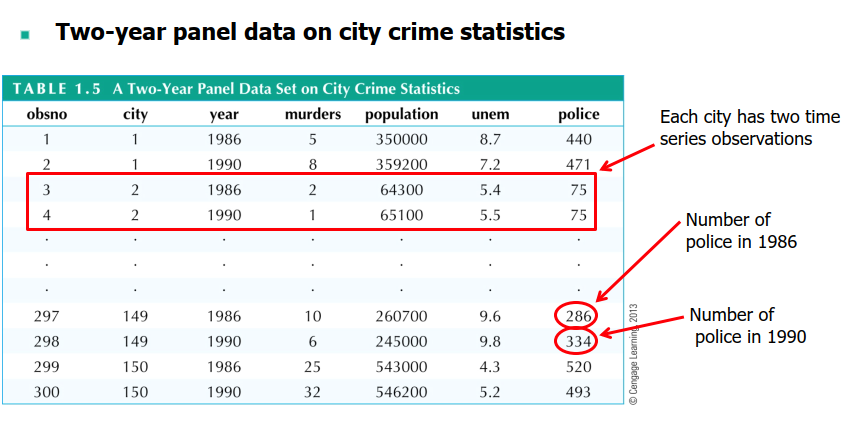 Two-year panel data on city crime statistics
TABLE 1.5 A Two-Year Panel Data Set on City Crime Statistics
obsno city year murders population unem police
1 1 1986 5 350000 8.7 440
2 1 1990 8 359200 7.2 471
3 2 1986 2 64300 5.4 75
4 2 1990 1 65100 5.5 75
. . . . . . .
. . . . . . .
. . . . . . .
297 149 1986 10 260700 9.6 286
298 149 1990 6 245000 9.8 334
299 150 1986 25 543000 4.3 520
300 150 1990 32 546200 5.2 493
© Cengage Learning, 2013
Each city has two time
series observations
Number of
police in 1986
Number of
police in 1990